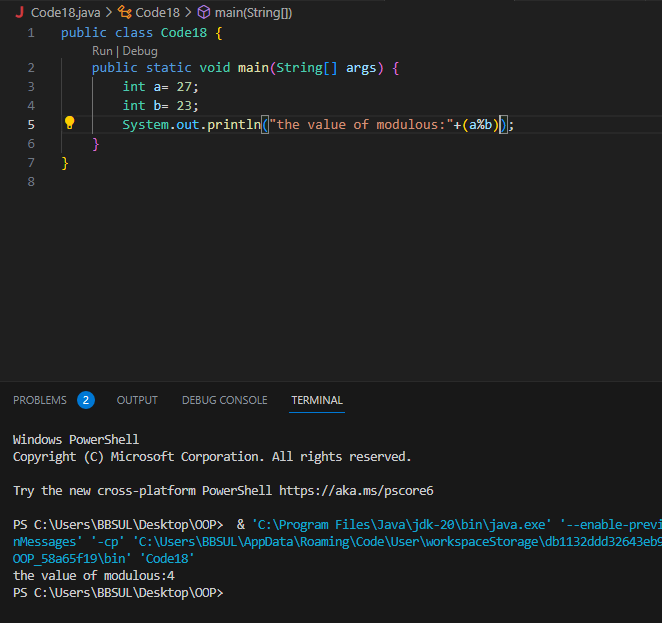 J Code18.java > Code18 > main(String[])
1 public class Code18 {
Run | Debug
2 public static void main(String[] args) {
3 int a= 27;
4 int b= 23;
5 System.out.println("the value of modulous:"+(a%b));
6 }
7 }
8
PROBLEMS 2 OUTPUT DEBUG CONSOLE TERMINAL
Windows PowerShell
Copyright (C) Microsoft Corporation. All rights reserved.
Try the new cross-platform PowerShell https://aka.ms/pscore6
PS C:\Users\BBSUL\Desktop\OOP> & 'C:\Program Files\Java\jdk-20\bin\java.exe' '--enable-previ
nMessages' '-cp' 'C:\Users\BBSUL\AppData\Roaming\Code\User\workspaceStorage\db1132ddd32643eb9
OOP_58a65f19\bin' 'Code18'
the value of modulous:4
PS C:\Users\BBSUL\Desktop\OOP>